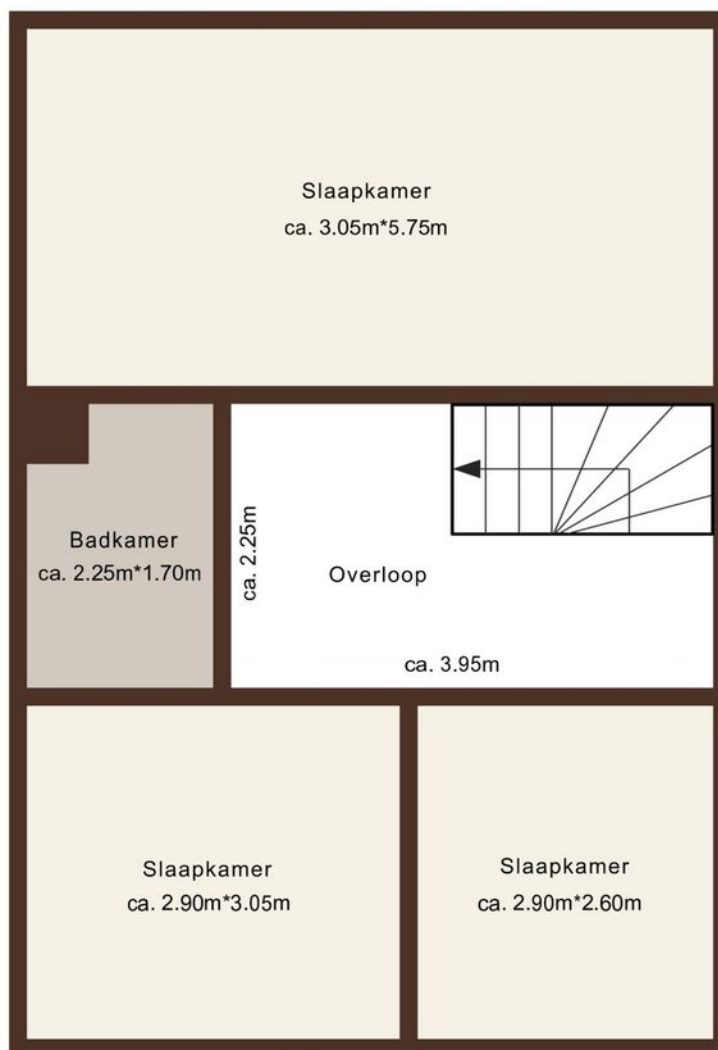 Slaapkamer
ca. 3.05m*5.75m
Badkamer
ca. 2.25m*1.70m
ca. 2.25m
Overloop
ca. 3.95m
Slaapkamer
ca. 2.90m*3.05m
Slaapkamer
ca. 2.90m*2.60m